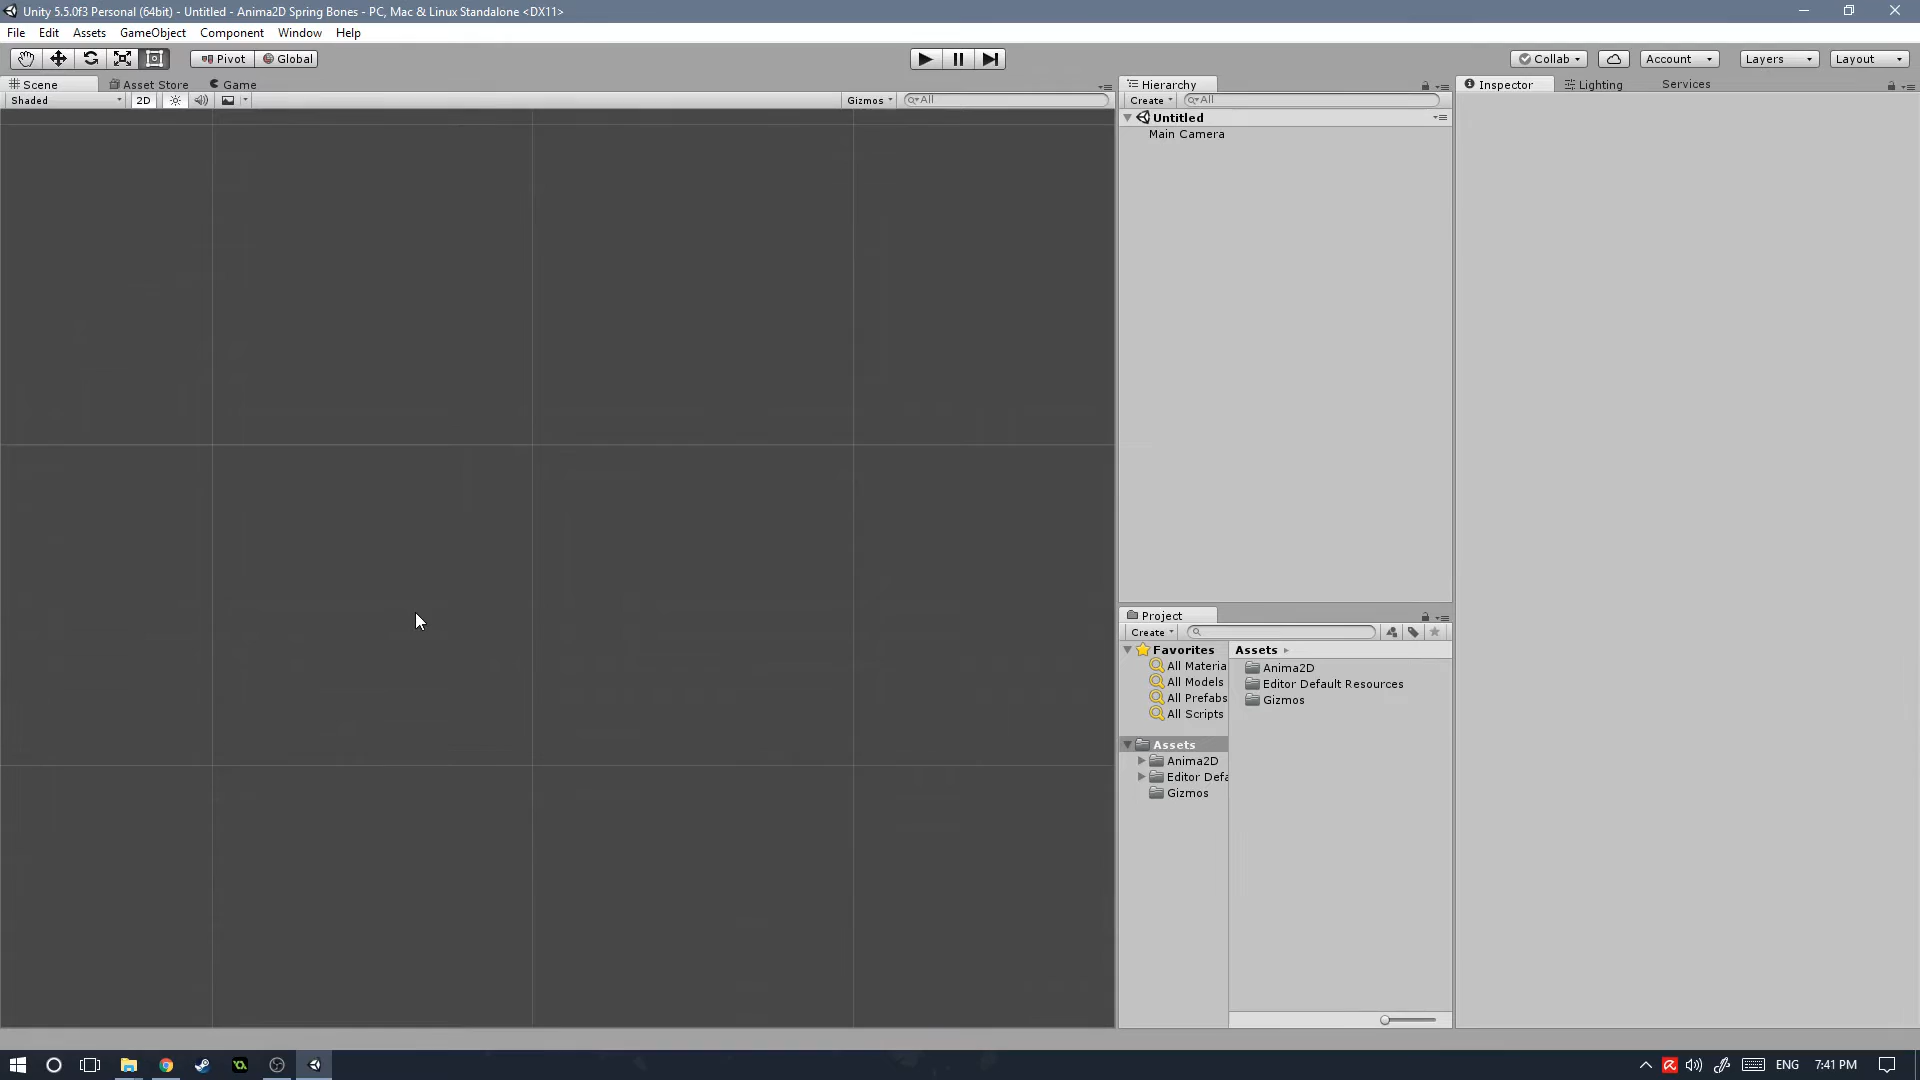 Unity 5.5.0f3 Personal (64bit) - Untitled - Anima2D Spring Bones - PC, Mac & Linux Standalone <DX11>
File Edit Assets GameObject Component Window Help
Pivot Global Collab Account Layers Layout
Scene Asset Store Game
Shaded 2D Gizmos All
Hierarchy
Create All
Untitled
Main Camera
Inspector Lighting Services
Project
Create
Favorites
All Materia
All Models
All Prefabs
All Scripts
Assets
Anima2D
Editor Defa
Gizmos
Assets
Anima2D
Editor Default Resources
Gizmos
ENG 7:41 PM